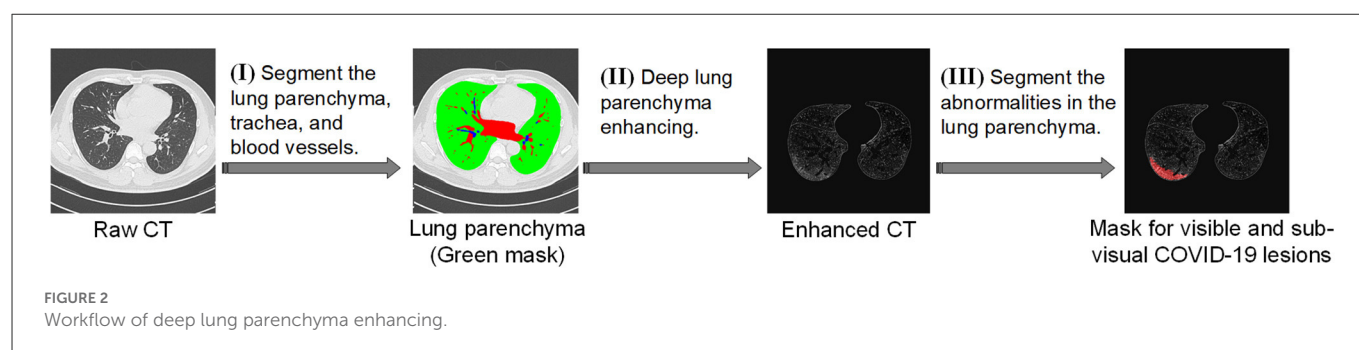 (I) Segment the
lung parenchyma,
trachea, and
blood vessels.
(II) Deep lung
parenchyma
enhancing.
(III) Segment the
abnormalities in the
lung parenchyma.
Raw CT
Lung parenchyma
(Green mask)
Enhanced CT
Mask for visible and sub-
visual COVID-19 lesions
FIGURE 2
Workflow of deep lung parenchyma enhancing.